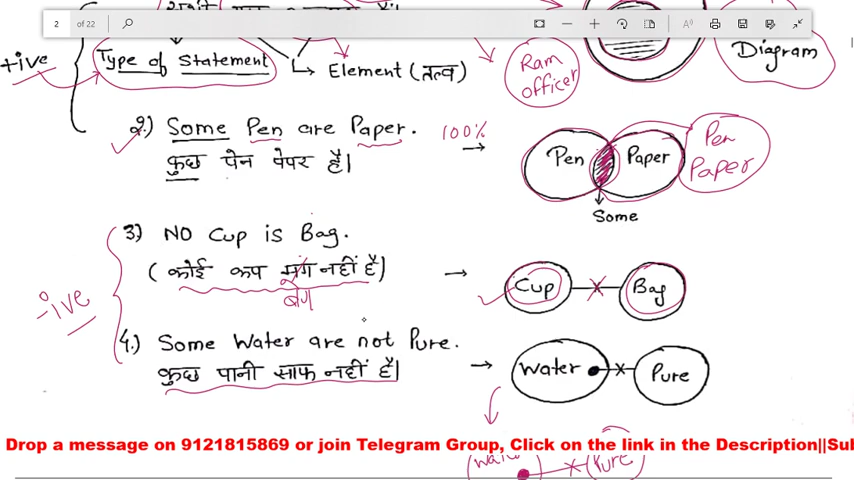 2 of 22
+ive
Type of Statement
Element (तत्व)
Ram
officer
Diagram
2.) Some Pen are Paper.
100%
कुछ पेन पेपर है।
Pen
Paper
Pen
Paper
Some
3) NO Cup is Bag.
(कोई कप मग नहीं है)
बैग
Cup
Bag
-ive
4.) Some Water are not Pure.
कुछ पानी साफ नहीं है।
Water
Pure
Drop a message on 9121815869 or join Telegram Group, Click on the link in the Description||Sul
Pure